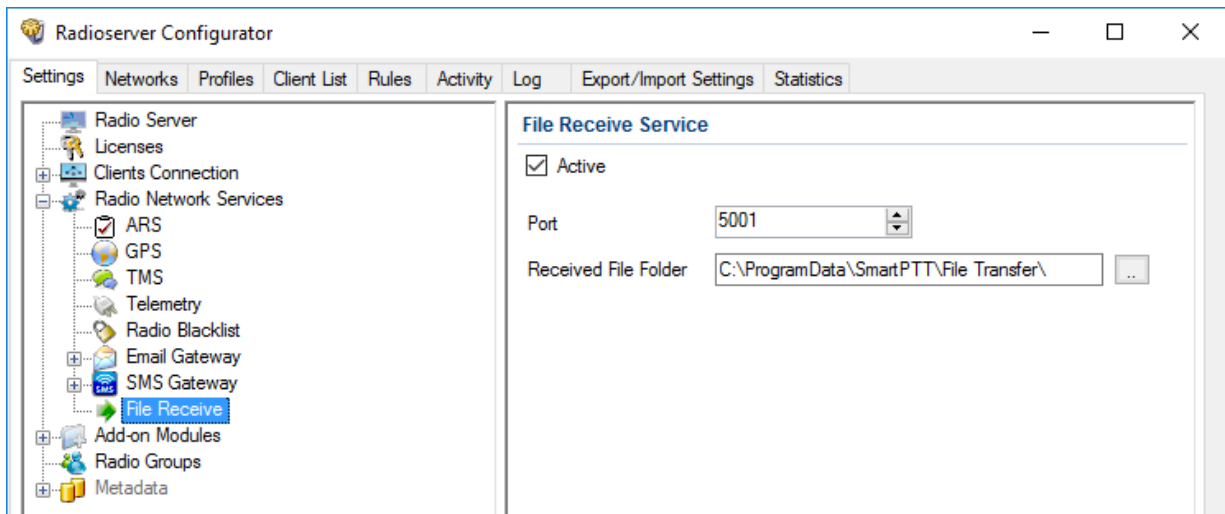 Radioserver Configurator
Settings Networks Profiles Client List Rules Activity Log Export/Import Settings Statistics
Radio Server
Licenses
Clients Connection
Radio Network Services
ARS
GPS
TMS
Telemetry
Radio Blacklist
Email Gateway
SMS
SMS Gateway
File Receive
Add-on Modules
Radio Groups
Metadata
File Receive Service
Active
Port 5001
Received File Folder C:\ProgramData\SmartPTT\File Transfer\ ..